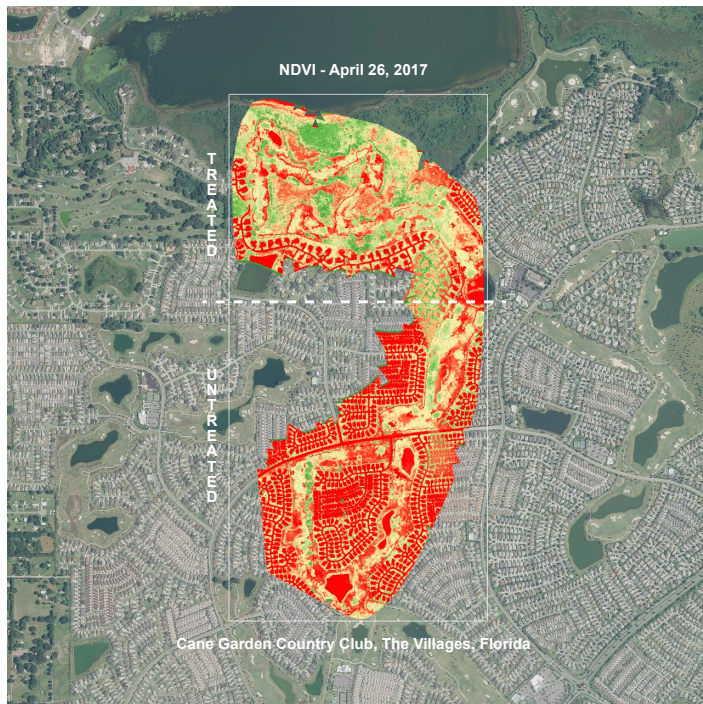 NDVI - April 26, 2017
TREATED
UNTREATED
Cane Garden Country Club, The Villages, Florida